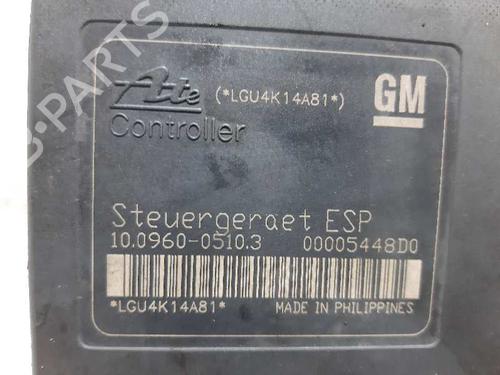 B-PARTS
Ate (*LGU4K14A81*) GM
Controller
Steuergeraet ESP
10.0960-0510.3 00005448D0
*LGU4K14A81* MADE IN PHILIPPINES